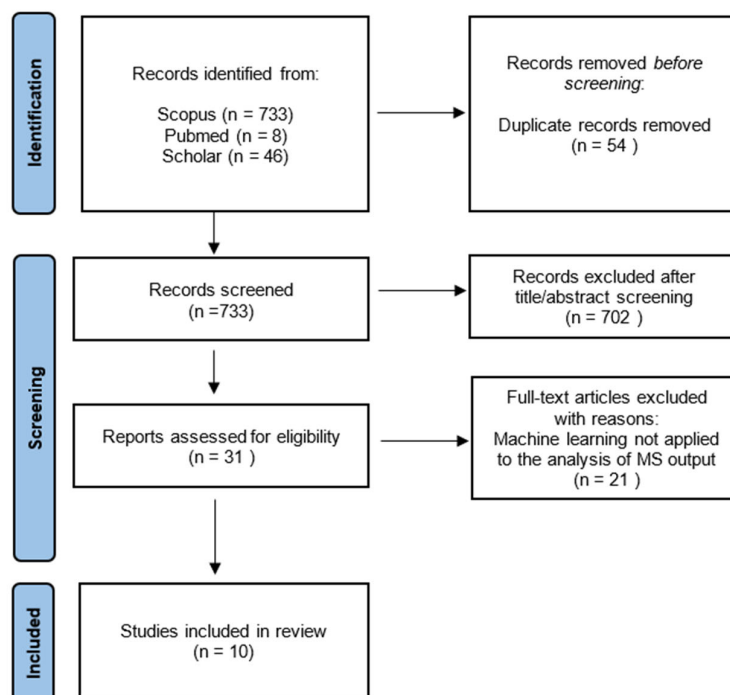 Identification
Records identified from:
Scopus (n = 733)
Pubmed (n = 8)
Scholar (n = 46)
Records removed before
screening:
Duplicate records removed
(n = 54 )
Screening
Records screened
(n =733)
Records excluded after
title/abstract screening
(n = 702 )
Reports assessed for eligibility
(n = 31 )
Full-text articles excluded
with reasons:
Machine learning not applied
to the analysis of MS output
(n = 21 )
Included
Studies included in review
(n = 10)